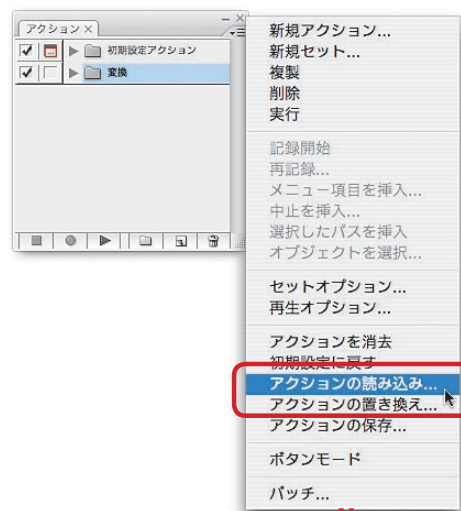 アクション ×
初期設定アクション
変換
新規アクション...
新規セット...
複製
削除
実行
記録開始
再記録...
メニュー項目を挿入...
中止を挿入...
選択したパスを挿入
オブジェクトを選択...
セットオプション...
再生オプション...
アクションを消去
初期設定に戻す
アクションの読み込み...
アクションの置き換え...
アクションの保存...
ボタンモード
バッチ...